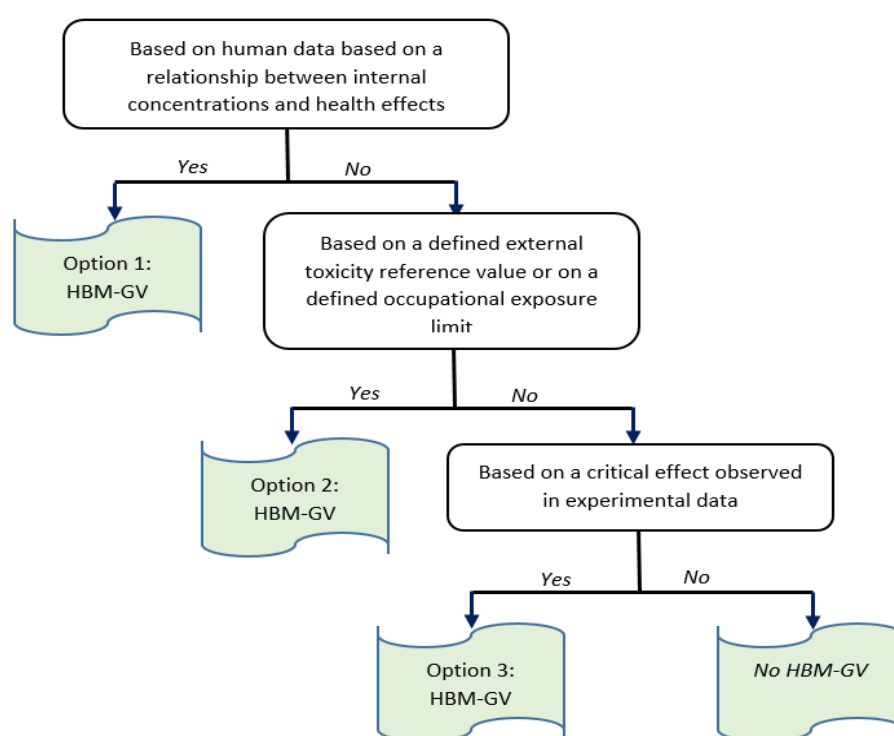 Based on human data based on a
relationship between internal
concentrations and health effects
Yes
No
Option 1:
HBM-GV
Based on a defined external
toxicity reference value or on a
defined occupational exposure
limit
Yes
No
Option 2:
HBM-GV
Based on a critical effect observed
in experimental data
Yes
No
Option 3:
HBM-GV
No HBM-GV